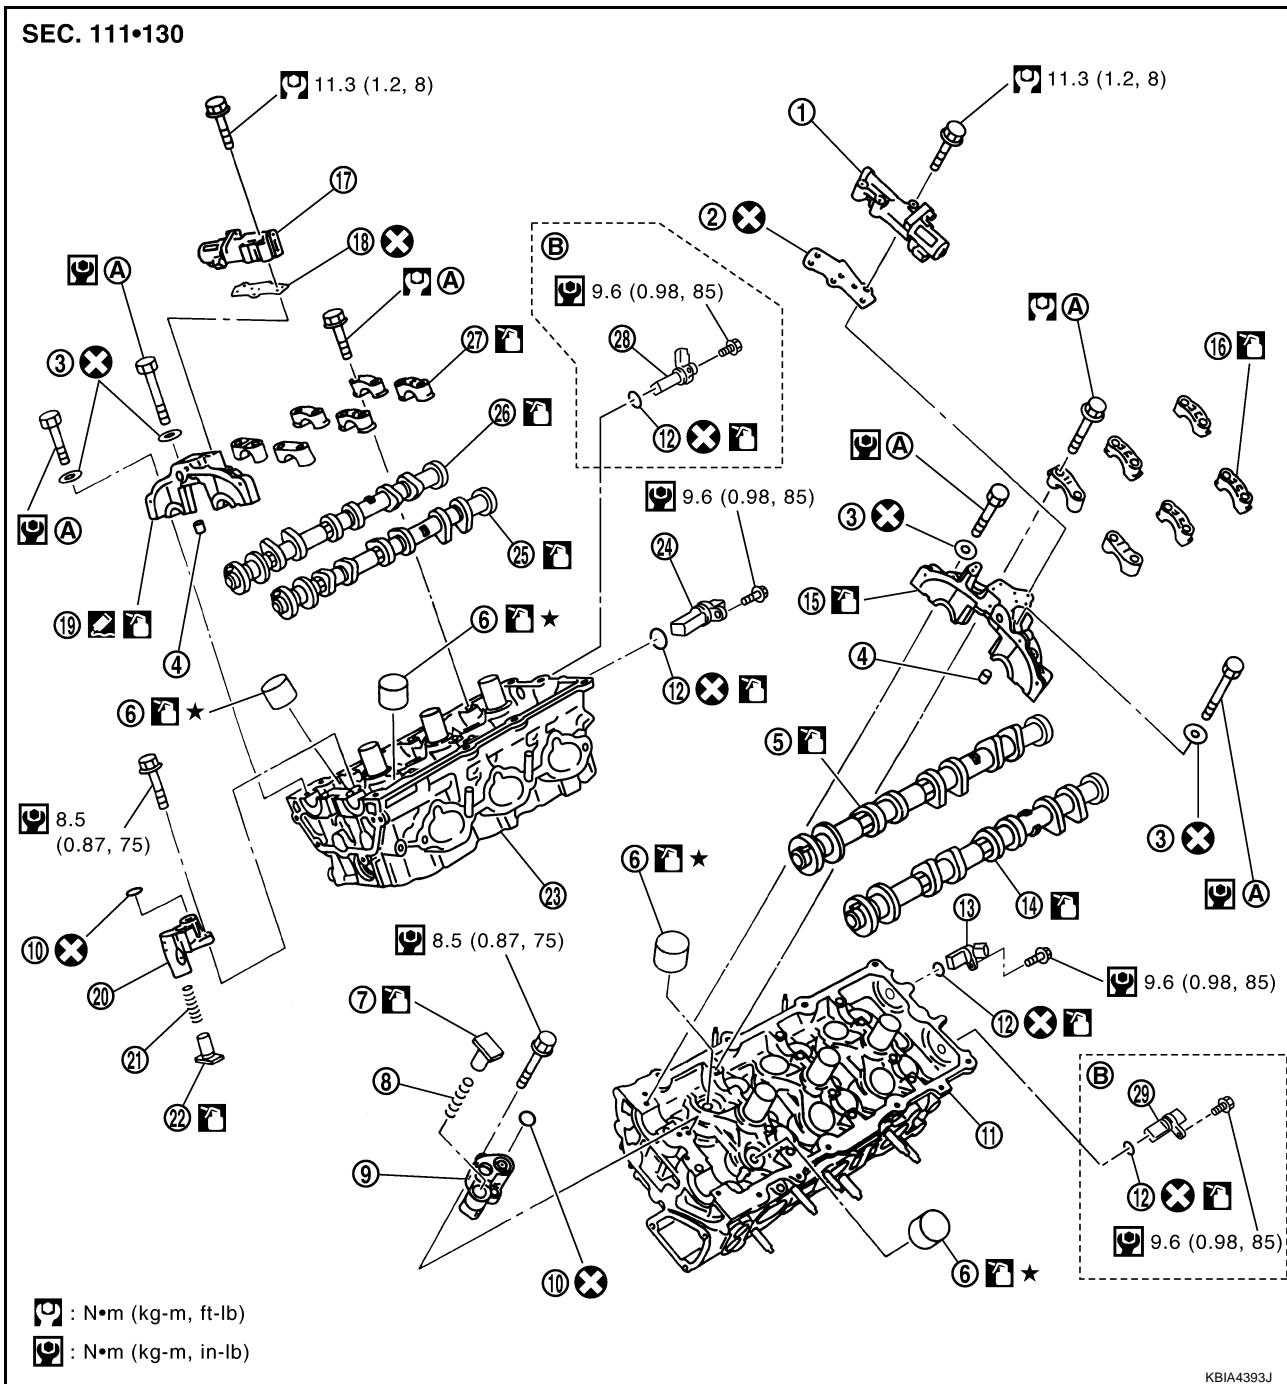 SEC. 111•130
11.3 (1.2, 8)
11.3 (1.2, 8)
1
17
2
18
B
A
A
9.6 (0.98, 85)
A
28
27
16
3
26
12
A
9.6 (0.98, 85)
3
A
24
25
15
19
6 ★
4
4
12
6 ★
5
8.5
(0.87, 75)
3
6 ★
23
13
14
A
10
8.5 (0.87, 75)
20
9.6 (0.98, 85)
7
12
21
8
B
29
22
11
9
12
9.6 (0.98, 85)
10
6 ★
: N•m (kg-m, ft-lb)
: N•m (kg-m, in-lb)
KBIA4393J